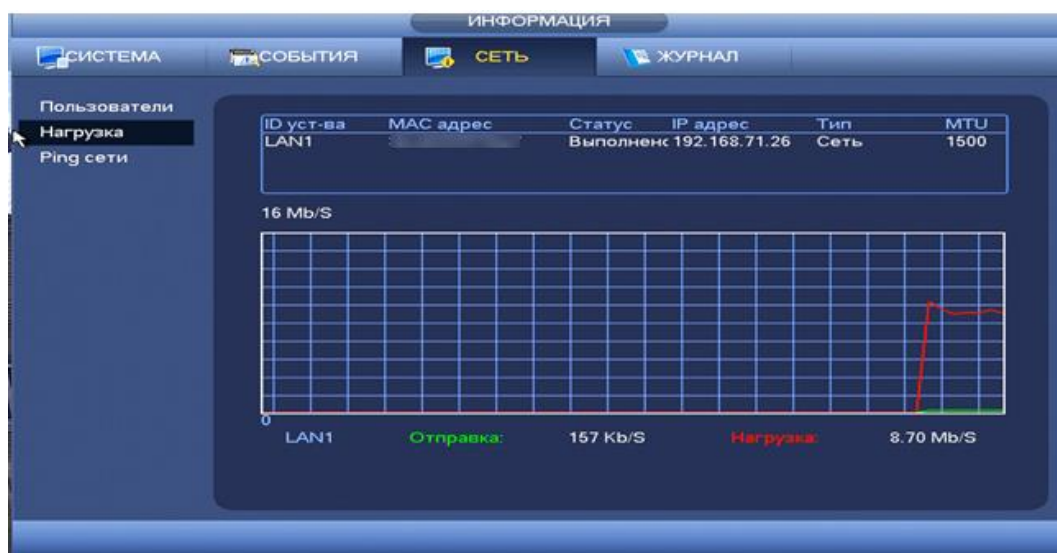 ИНФОРМАЦИЯ
СИСТЕМА СОБЫТИЯ СЕТЬ ЖУРНАЛ
Пользователи
Нагрузка
Ping сети
ID уст-ва MAC адрес Статус IP адрес Тип MTU
LAN1 Выполненс 192.168.71.26 Сеть 1500
16 Mb/S
0
LAN1 Отправка: 157 Kb/S Нагрузка: 8.70 Mb/S